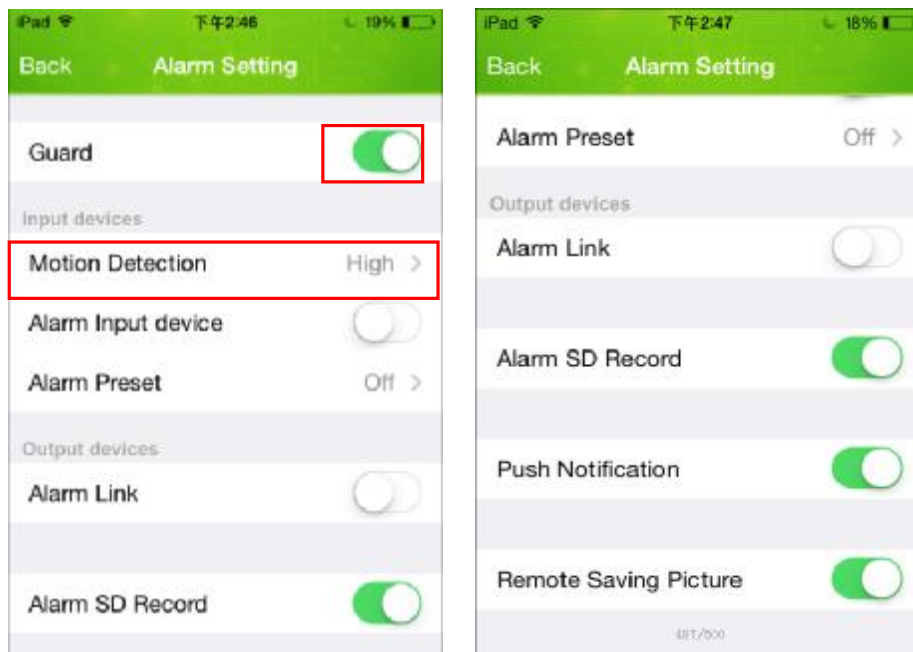 iPad 下午2:46 19%
Back Alarm Setting
Guard
Input devices
Motion Detection High >
Alarm Input device
Alarm Preset Off >
Output devices
Alarm Link
Alarm SD Record
iPad 下午2:47 18%
Back Alarm Setting
Alarm Preset Off >
Output devices
Alarm Link
Alarm SD Record
Push Notification
Remote Saving Picture